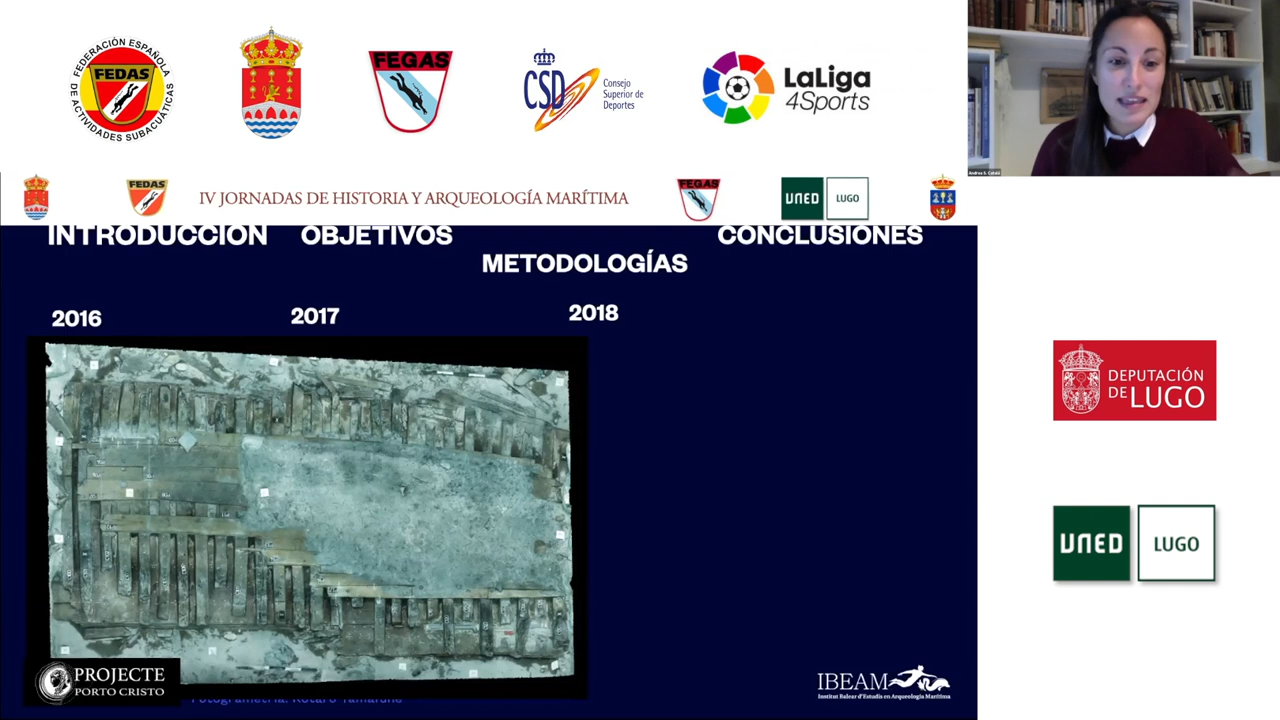 FEDERACIÓN ESPAÑOLA
DE ACTIVIDADES SUBACUÁTICAS
FEDAS
FEGAS
CSD
Consejo
Superior de
Deportes
LaLiga
4Sports
FEDAS
IV JORNADAS DE HISTORIA Y ARQUEOLOGÍA MARÍTIMA
FEGAS
UNED
LUGO
INTRODUCCIÓN
OBJETIVOS
METODOLOGÍAS
CONCLUSIONES
2016
2017
2018
PROJECTE
PORTO CRISTO
IBEAM
Institut Balear d'Estudis en Arqueologia Marítima
DEPUTACIÓN
DE LUGO
UNED
LUGO